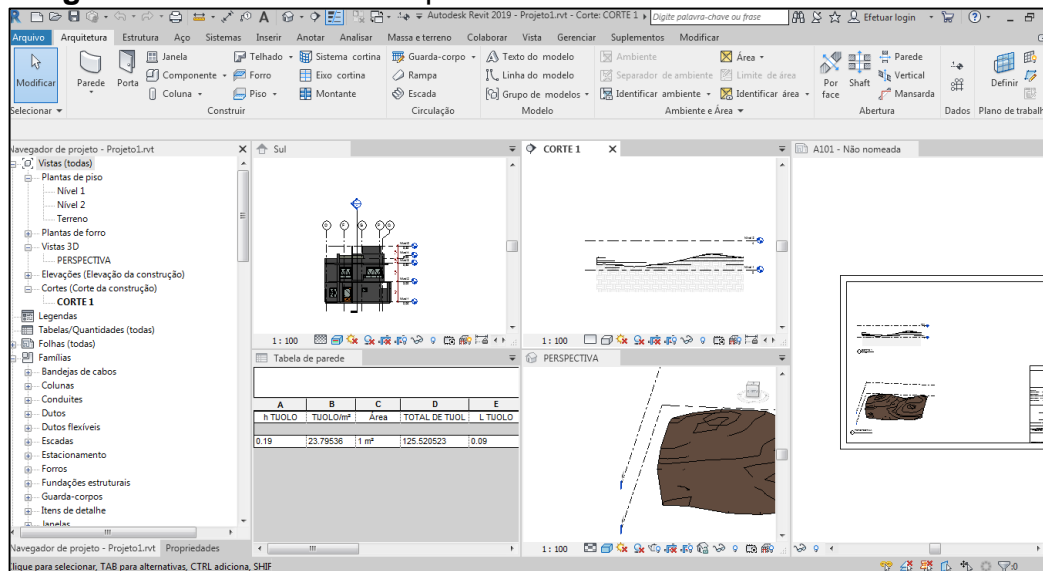 Autodesk Revit 2019 - Projeto1.rvt - Corte: CORTE 1
Digite palavra-chave ou frase
Efetuar login
Arquivo Arquitetura Estrutura Aço Sistemas Inserir Anotar Analisar Massa e terreno Colaborar Vista Gerenciar Suplementos Modificar
Modificar
Parede
Porta
Janela
Componente
Coluna
Telhado
Forro
Piso
Sistema cortina
Eixo cortina
Montante
Guarda-corpo
Rampa
Escada
Texto do modelo
Linha do modelo
Grupo de modelos
Ambiente
Separador de ambiente
Identificar ambiente
Área
Limite de área
Identificar área
Por face
Shaft
Parede
Vertical
Mansarda
Definir
Selecionar Construir Circulação Modelo Ambiente e Área Abertura Dados Plano de trabal
Navegador de projeto - Projeto1.rvt
Vistas (todas)
Plantas de piso
Nível 1
Nível 2
Terreno
Plantas de forro
Vistas 3D
PERSPECTIVA
Elevações (Elevação da construção)
Cortes (Corte da construção)
CORTE 1
Legendas
Tabelas/Quantidades (todas)
Folhas (todas)
Famílias
Bandejas de cabos
Colunas
Conduites
Dutos
Dutos flexíveis
Escadas
Estacionamento
Forros
Fundações estruturais
Guarda-corpos
Itens de detalhe
Janelas
Navegador de projeto - Projeto1.rvt Propriedades
Sul
1 : 100
CORTE 1
1 : 100
A101 - Não nomeada
Tabela de parede
A B C D E
h TIJOLO TIJOLO/m² Área TOTAL DE TIJOL L TIJOLO
0.19 23.79536 1 m² 125.520523 0.09
PERSPECTIVA
1 : 100
lique para selecionar, TAB para alternativas, CTRL adiciona, SHIF
:0